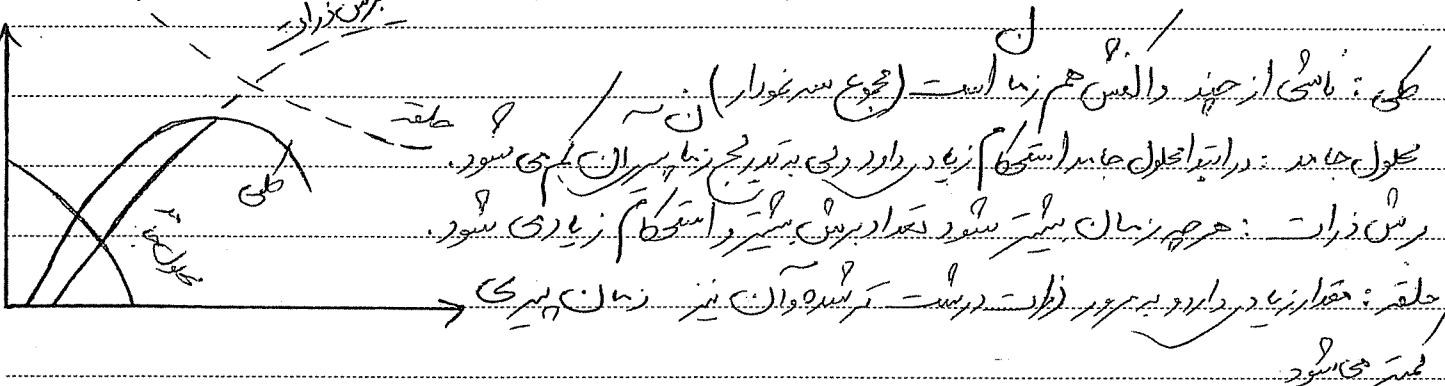 برش ذرات
حلقه
کلی
محلول جامد
کلی : ناشی از چند واکنش هم زمان است (مجموع سه نمودار)
محلول جامد : در ابتدا محلول جامد استحکام زیادی دارد ولی به تدریج زمان پیرسازی کم می شود.
برش ذرات : هرچه زمان بیشتر شود تعداد برش بیشتر و استحکام زیادی شود.
حلقه : مقدار زیادی دارد و به مرور ذرات درشت تر شده و آن نیز زمان پیری
کمتر می شود